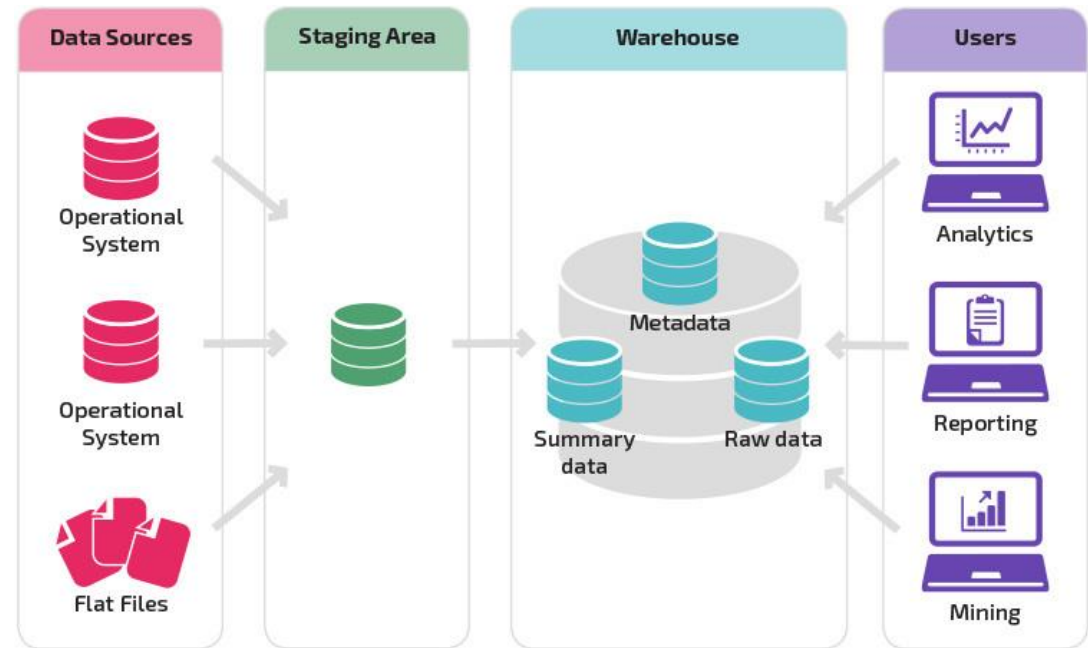 Data Sources
Staging Area
Warehouse
Users
Operational
System
Operational
System
Flat Files
Metadata
Summary
data
Raw data
Analytics
Reporting
Mining